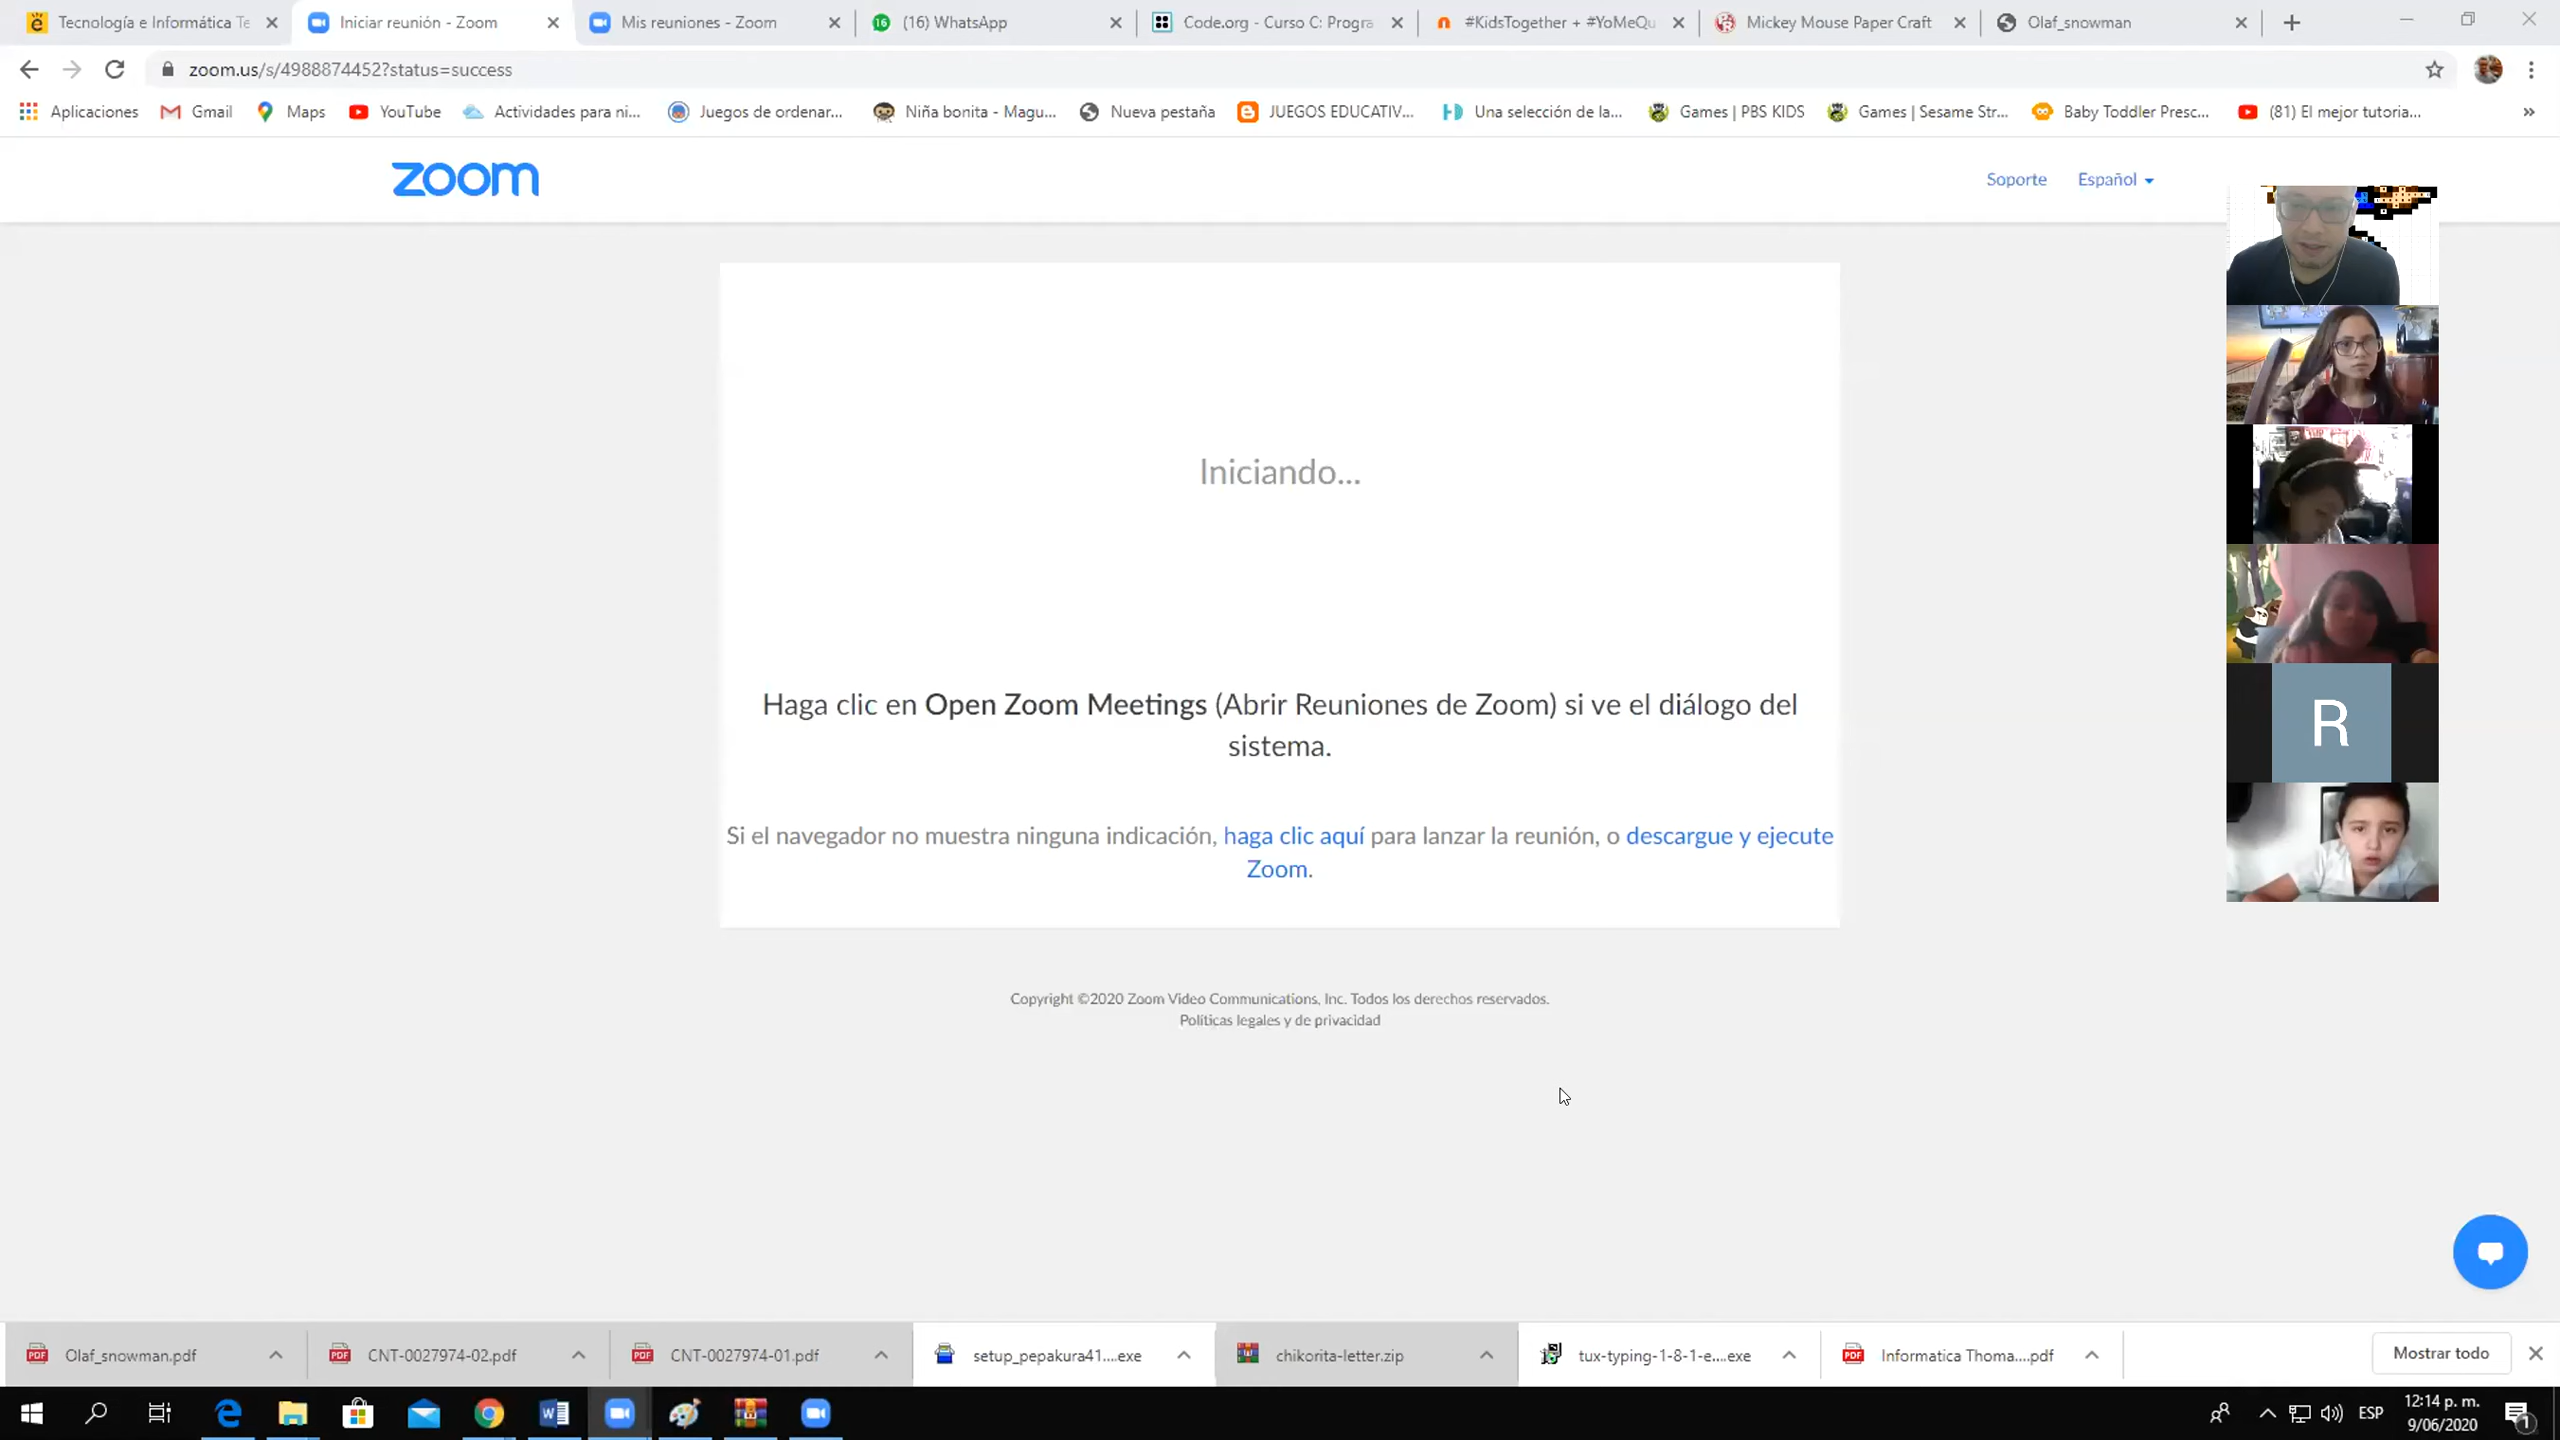 Tecnología e Informática Te
Iniciar reunión - Zoom
Mis reuniones - Zoom
(16) WhatsApp
Code.org - Curso C: Progra
#KidsTogether + #YoMeQu
Mickey Mouse Paper Craft
Olaf_snowman
zoom.us/s/4988874452?status=success
Aplicaciones
Gmail
Maps
YouTube
Actividades para ni...
Juegos de ordenar...
Niña bonita - Magu...
Nueva pestaña
JUEGOS EDUCATIV...
Una selección de la...
Games | PBS KIDS
Games | Sesame Str...
Baby Toddler Presc...
(81) El mejor tutoria...
»
zoom
Soporte
Español
Iniciando...
Haga clic en Open Zoom Meetings (Abrir Reuniones de Zoom) si ve el diálogo del
sistema.
Si el navegador no muestra ninguna indicación, haga clic aquí para lanzar la reunión, o descargue y ejecute
Zoom.
R
Copyright ©2020 Zoom Video Communications, Inc. Todos los derechos reservados.
Políticas legales y de privacidad
Olaf_snowman.pdf
CNT-0027974-02.pdf
CNT-0027974-01.pdf
setup_pepakura41....exe
chikorita-letter.zip
tux-typing-1-8-1-e....exe
Informatica Thoma....pdf
Mostrar todo
ESP
12:14 p. m.
9/06/2020
1